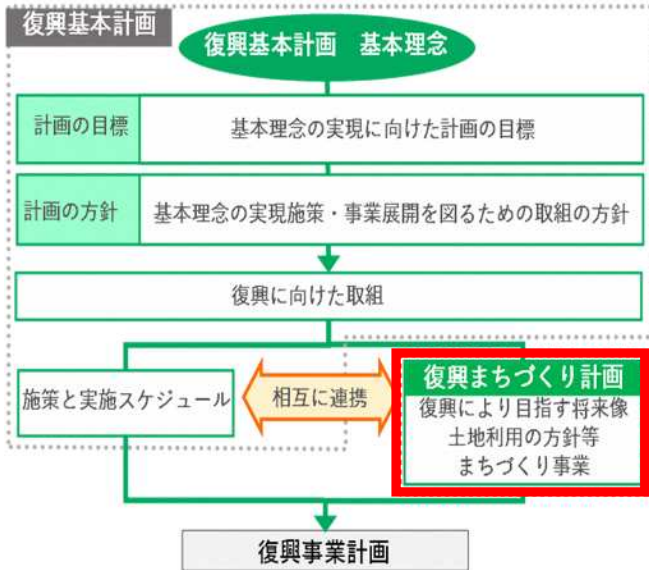 復興基本計画
復興基本計画　基本理念
計画の目標
基本理念の実現に向けた計画の目標
計画の方針
基本理念の実現施策・事業展開を図るための取組の方針
復興に向けた取組
施策と実施スケジュール
相互に連携
復興まちづくり計画
復興により目指す将来像
土地利用の方針等
まちづくり事業
復興事業計画